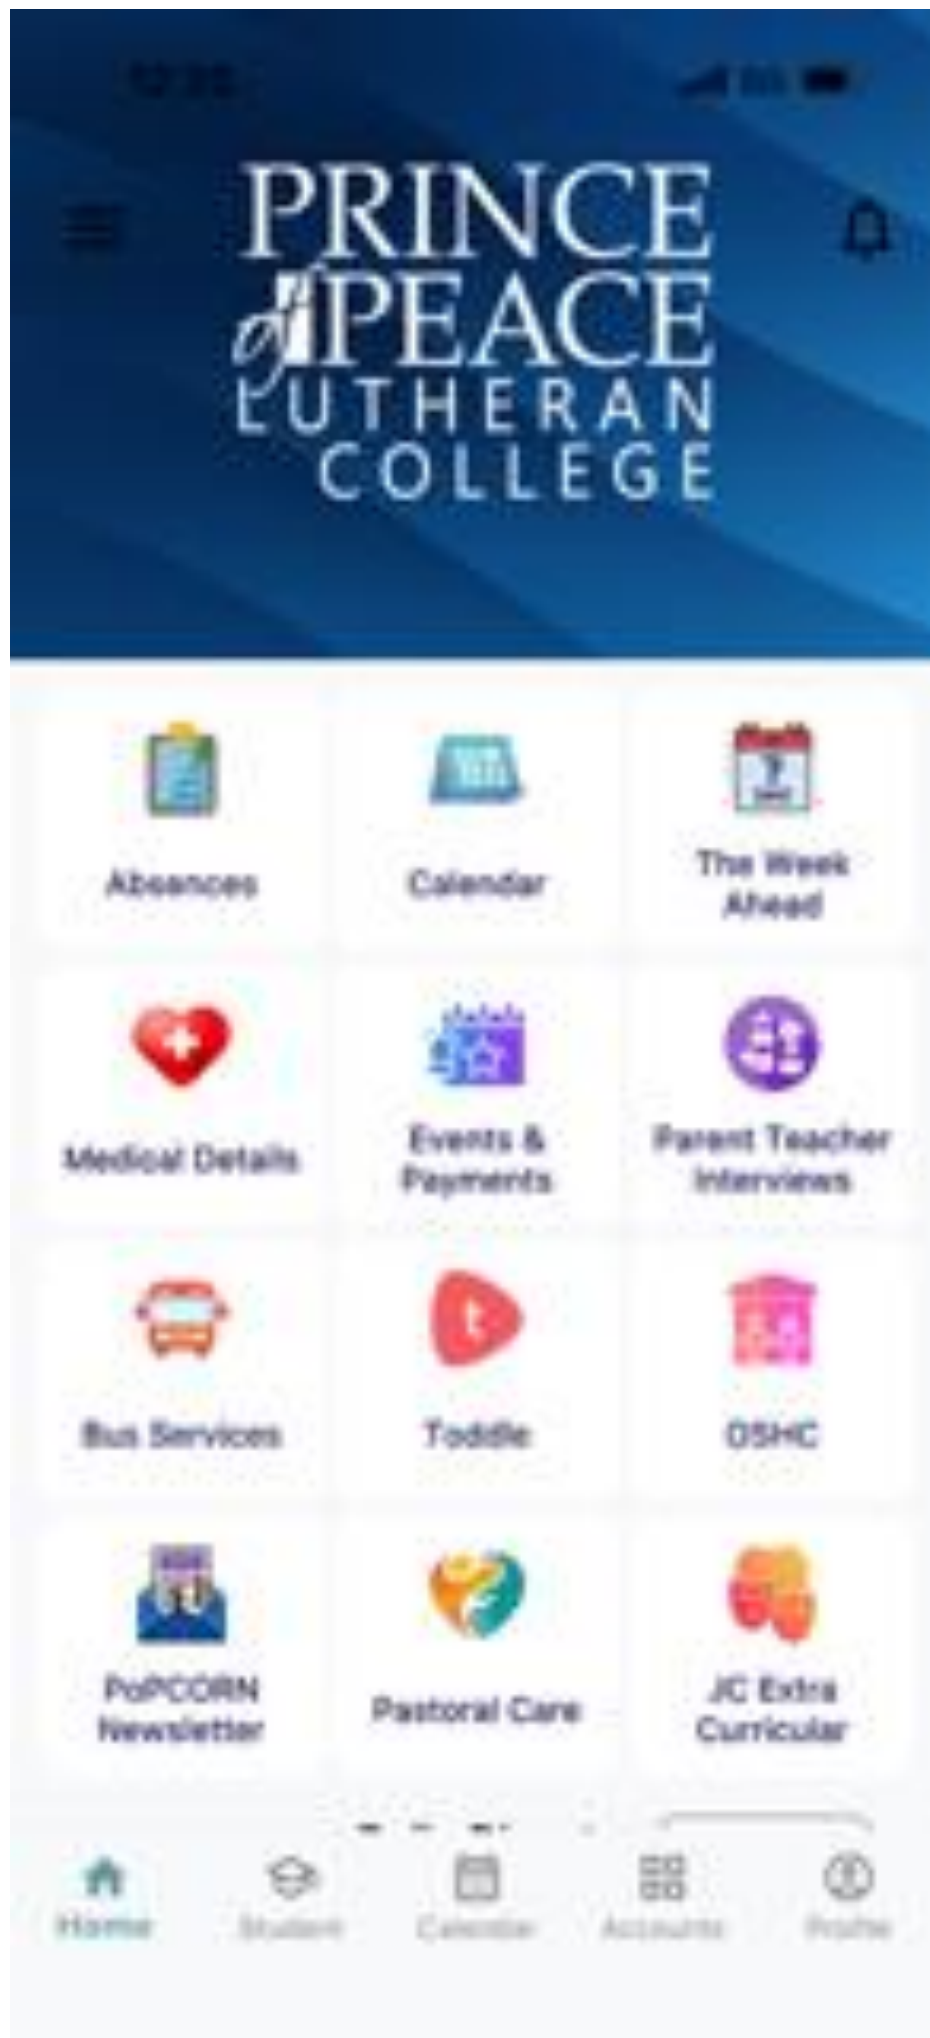 PRINCE
of PEACE
LUTHERAN
COLLEGE
Absences
Calendar
The Week
Ahead
Medical Details
Events &
Payments
Parent Teacher
Interviews
Bus Services
Toddle
OSHC
PoPCORN
Newsletter
Pastoral Care
JC Extra
Curricular
Home
Student
Calendar
Accounts
Profile